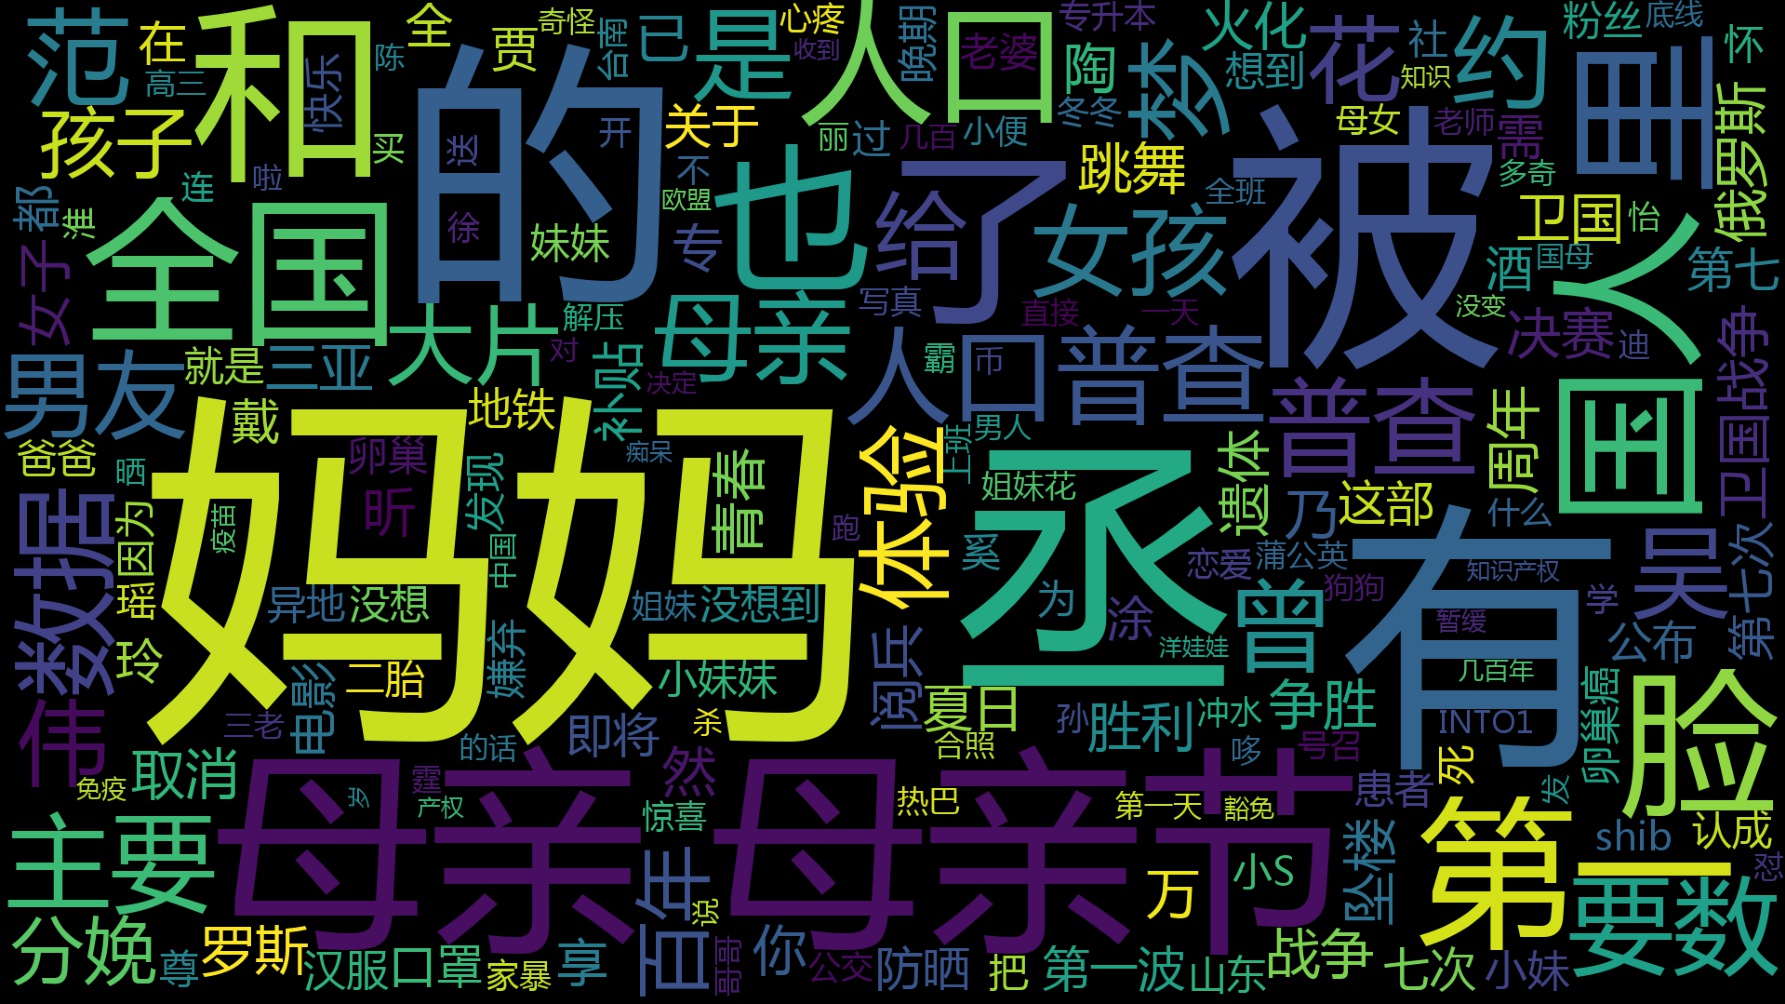 范
在
和
全
贾
奇怪
台南
已
心疼
收到
是
晚期
人口
老婆
专升本
陶
梦
火化
想到
花
社
知识
约
粉丝
底线
里
怀
俄罗斯
高三
快乐
陈
孩子
买
的
送
开
关于
不
丽
过
几百
小便
冬冬
跳舞
母女
老师
需
多奇
连
啦
欧盟
也
给
了
全班
被
卫国
怡
都
淮
全国
徐
妹妹
专
女孩
酒
国母
第七
女子
大片
解压
母亲
写真
直接
一天
没变
国人
决赛
迪
卫国战争
男友
就是
三亚
对
补贴
决定
霸
币
人口普查
普查
周年
戴
地铁
爸爸
晒
卵巢
痴呆
青春
体验
上班
男人
姐妹花
丞
遗体
乃
这部
什么
数据
因为
疫苗
昕
发现
中国
跑
奚
恋爱
蒲公英
知识产权
吴
第七次
瑶
异地
没想
妈妈
姐妹
没想到
为
涂
曾
狗狗
有
暂缓
学
公布
玲
二胎
嫌弃
小妹妹
阅兵
洋娃娃
几百年
卵巢癌
脸
伟
三老
电影
的话
即将
杀
夏日
合照
孙
胜利
冲水
争胜
哆
号召
INTO1
死
发
免疫
取消
母亲
母亲节
霆
产权
岁
然
惊喜
热巴
第一天
豁免
患者
第一
shib
认成
怼
主要
百年
说
万
小S
坠楼
要数
分娩
尊
罗斯
汉服
口罩
家暴
享
哥哥
你
公交
防晒
把
第一波
山东
战争
七次
小妹